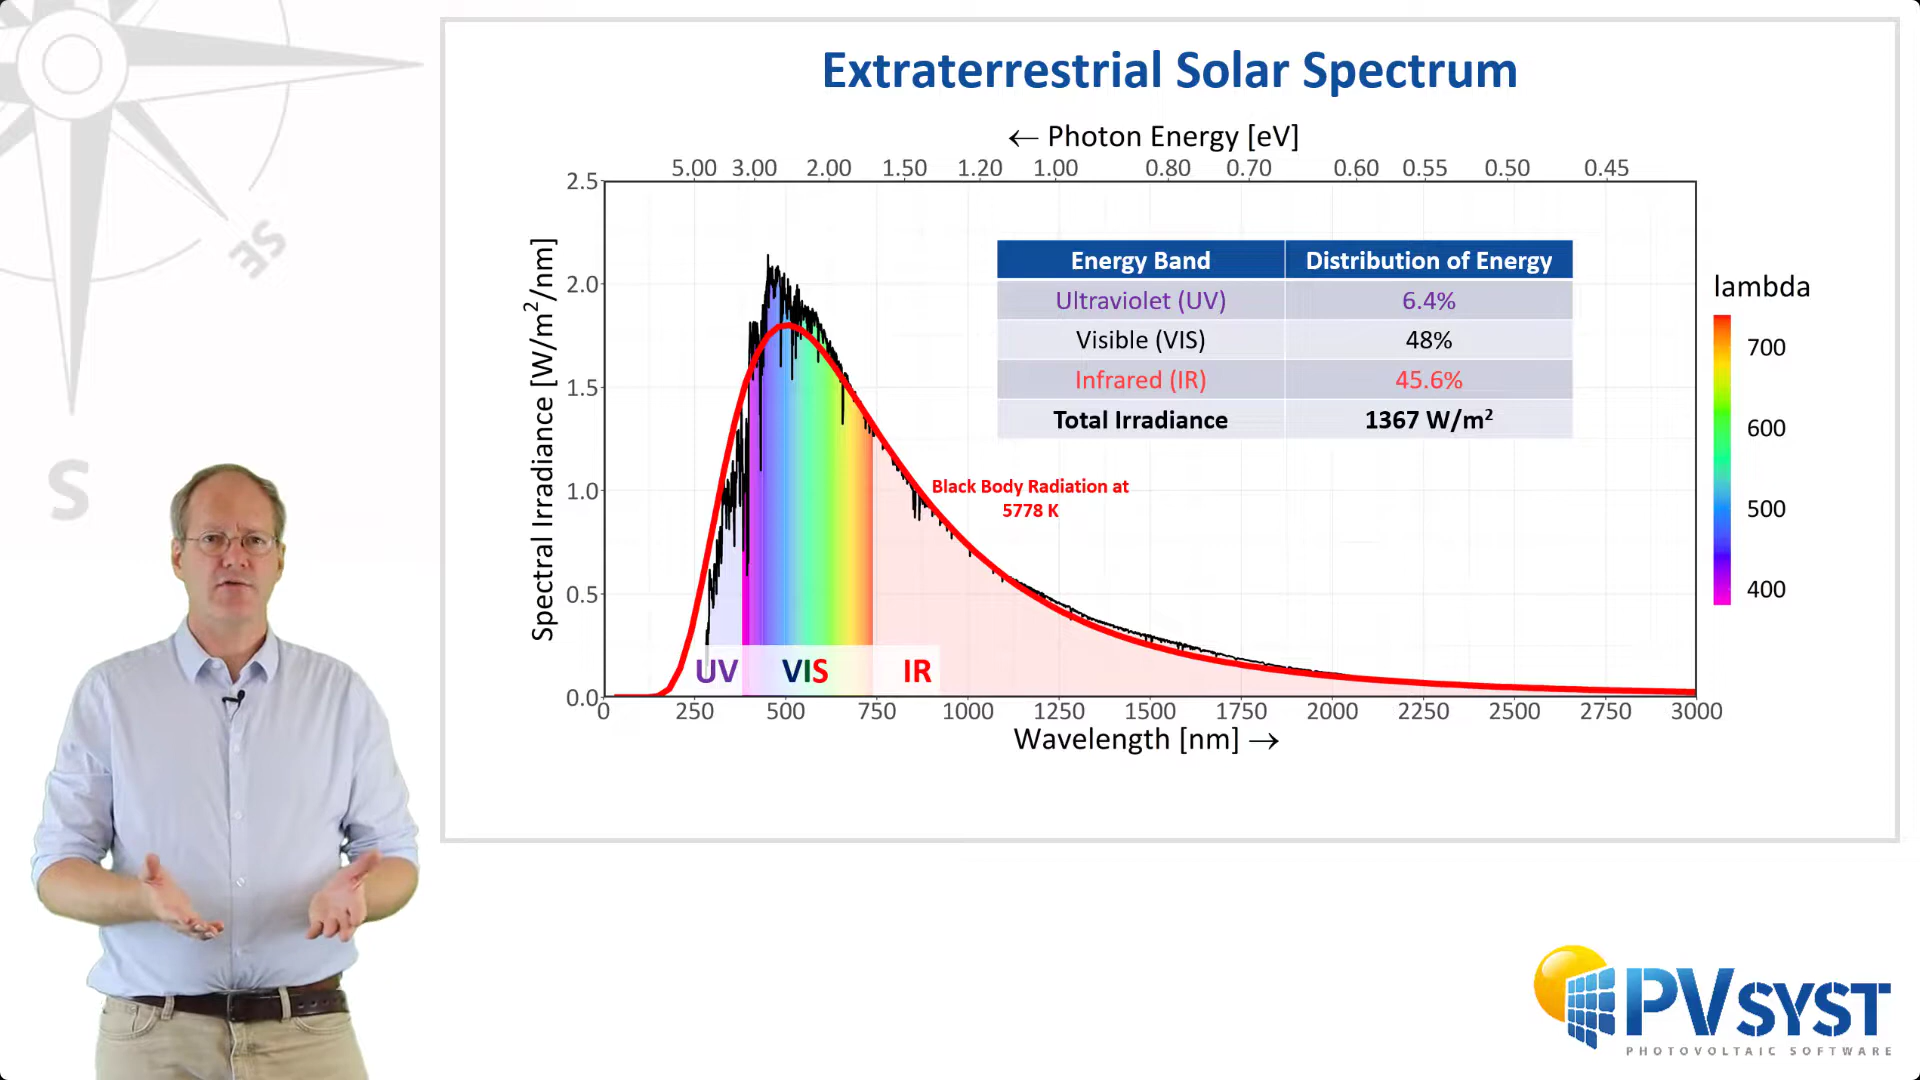 Extraterrestrial Solar Spectrum
← Photon Energy [eV]
5.00 3.00 2.00 1.50 1.20 1.00 0.80 0.70 0.60 0.55 0.50 0.45
2.5
2.0
1.5
1.0
0.5
0.0
Spectral Irradiance [W/m²/nm]
Energy Band Distribution of Energy
Ultraviolet (UV) 6.4%
Visible (VIS) 48%
Infrared (IR) 45.6%
Total Irradiance 1367 W/m²
Black Body Radiation at
5778 K
UV VIS IR
0 250 500 750 1000 1250 1500 1750 2000 2250 2500 2750 3000
Wavelength [nm] →
lambda
700
600
500
400
SE
S
PVSYST
PHOTOVOLTAIC SOFTWARE